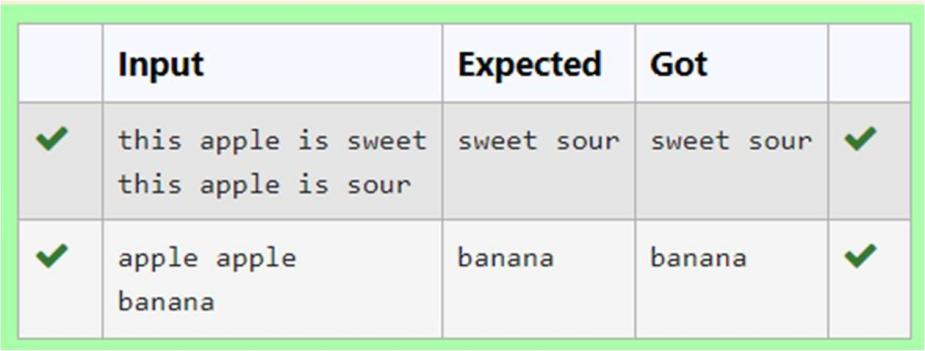 Input Expected Got
this apple is sweet sweet sour sweet sour
this apple is sour
apple apple banana banana
banana